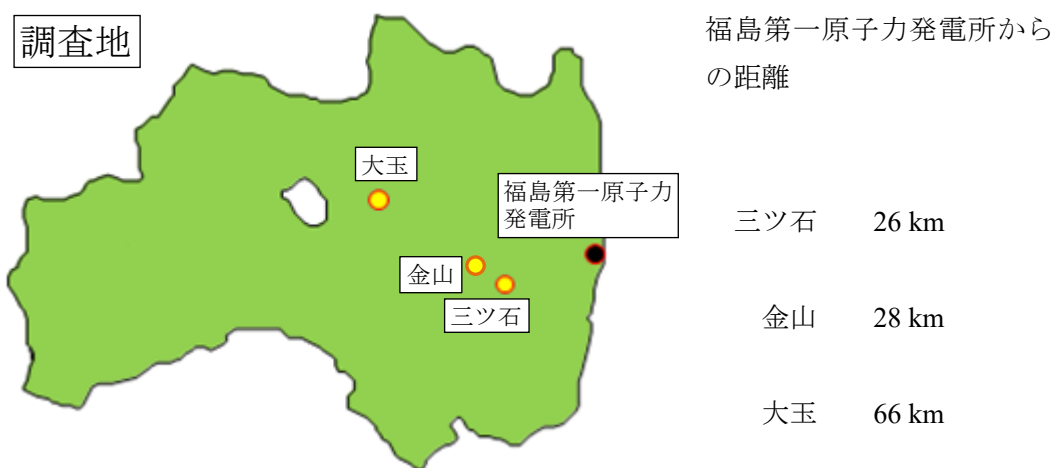 調査地
福島第一原子力発電所から
の距離
大玉
福島第一原子力
発電所
金山
三ツ石
三ツ石 26 km
金山 28 km
大玉 66 km